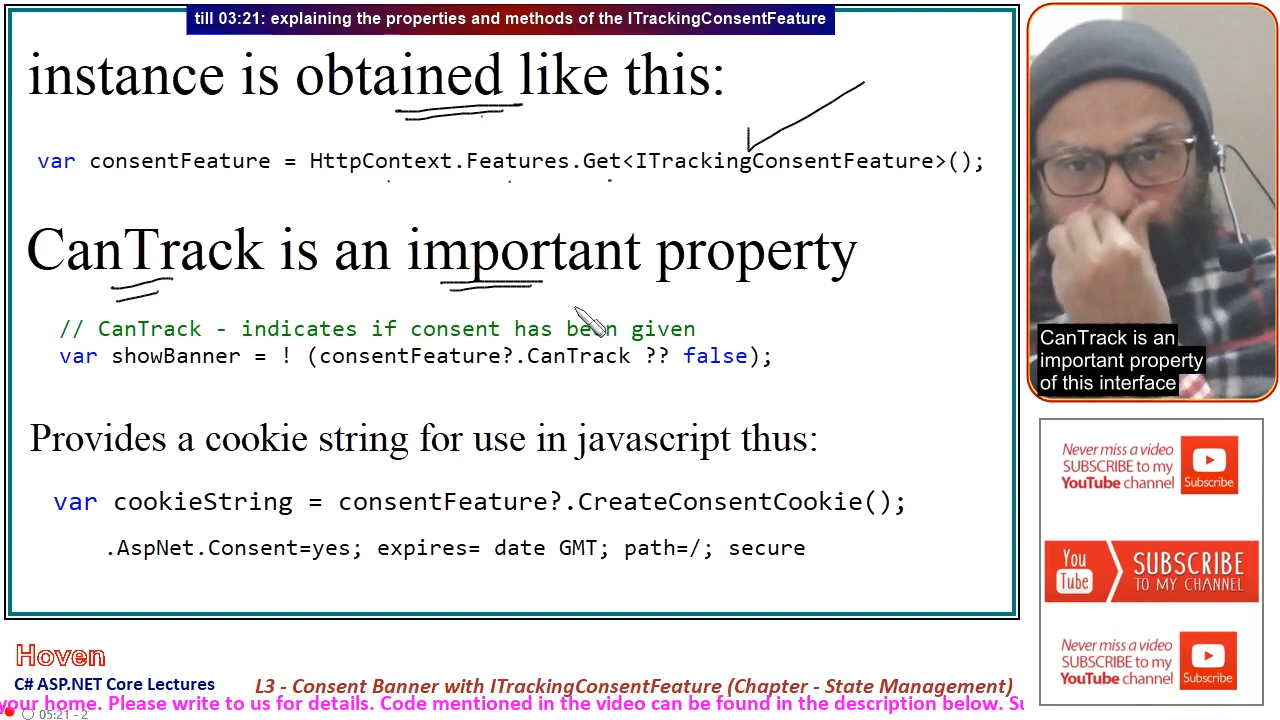 till 03:21: explaining the properties and methods of the ITrackingConsentFeature
instance is obtained like this:
var consentFeature = HttpContext.Features.Get<ITrackingConsentFeature>();
CanTrack is an important property
// CanTrack - indicates if consent has been given
var showBanner = ! (consentFeature?.CanTrack ?? false);
Provides a cookie string for use in javascript thus:
var cookieString = consentFeature?.CreateConsentCookie();
.AspNet.Consent=yes; expires= date GMT; path=/; secure
CanTrack is an
important property
of this interface
Never miss a video
SUBSCRIBE to my
YouTube channel
Subscribe
You
Tube
SUBSCRIBE
TO MY CHANNEL
Never miss a video
SUBSCRIBE to my
YouTube channel
Subscribe
Hoven
C# ASP.NET Core Lectures
L3 - Consent Banner with ITrackingConsentFeature (Chapter - State Management)
your home. Please write to us for details. Code mentioned in the video can be found in the description below. Su
05:21 - 2